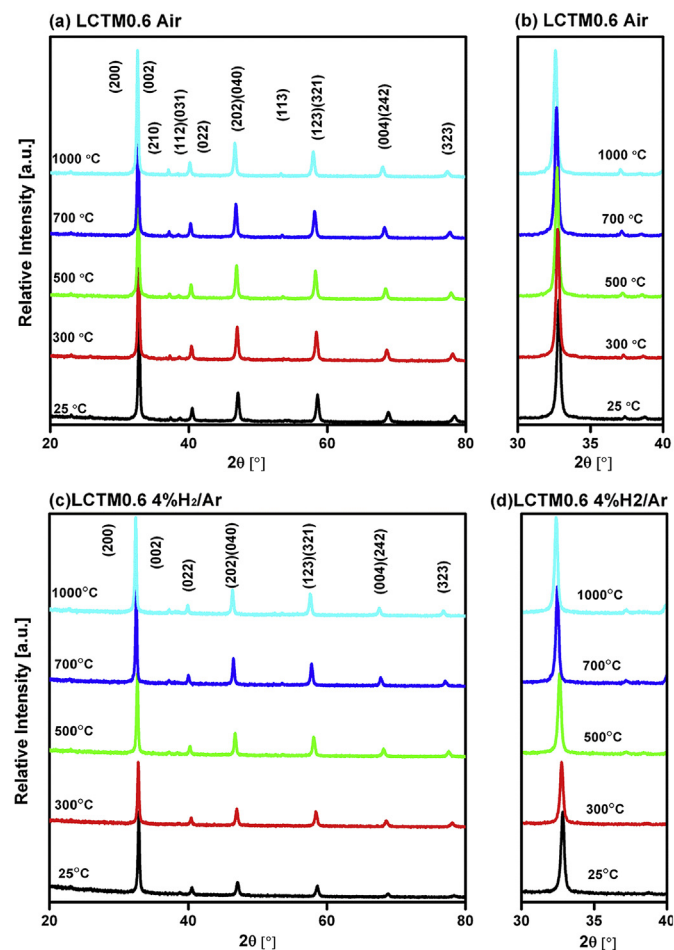 (a) LCTM0.6 Air
(b) LCTM0.6 Air
(200)
(002)
(210)
(112)(031)
(022)
(202)(040)
(113)
(123)(321)
(004)(242)
(323)
1000 °C
700 °C
500 °C
300 °C
25 °C
1000 °C
700 °C
500 °C
300 °C
25 °C
Relative Intensity [a.u.]
20 40 60 80
30 35 40
2θ [°]
2θ [°]
(c)LCTM0.6 4%H₂/Ar
(d)LCTM0.6 4%H2/Ar
(200)
(002)
(022)
(202)(040)
(123)(321)
(004)(242)
(323)
1000°C
700°C
500°C
300°C
25°C
1000°C
700°C
500°C
300°C
25°C
Relative Intensity [a.u.]
20 40 60 80
30 35 40
2θ [°]
2θ [°]